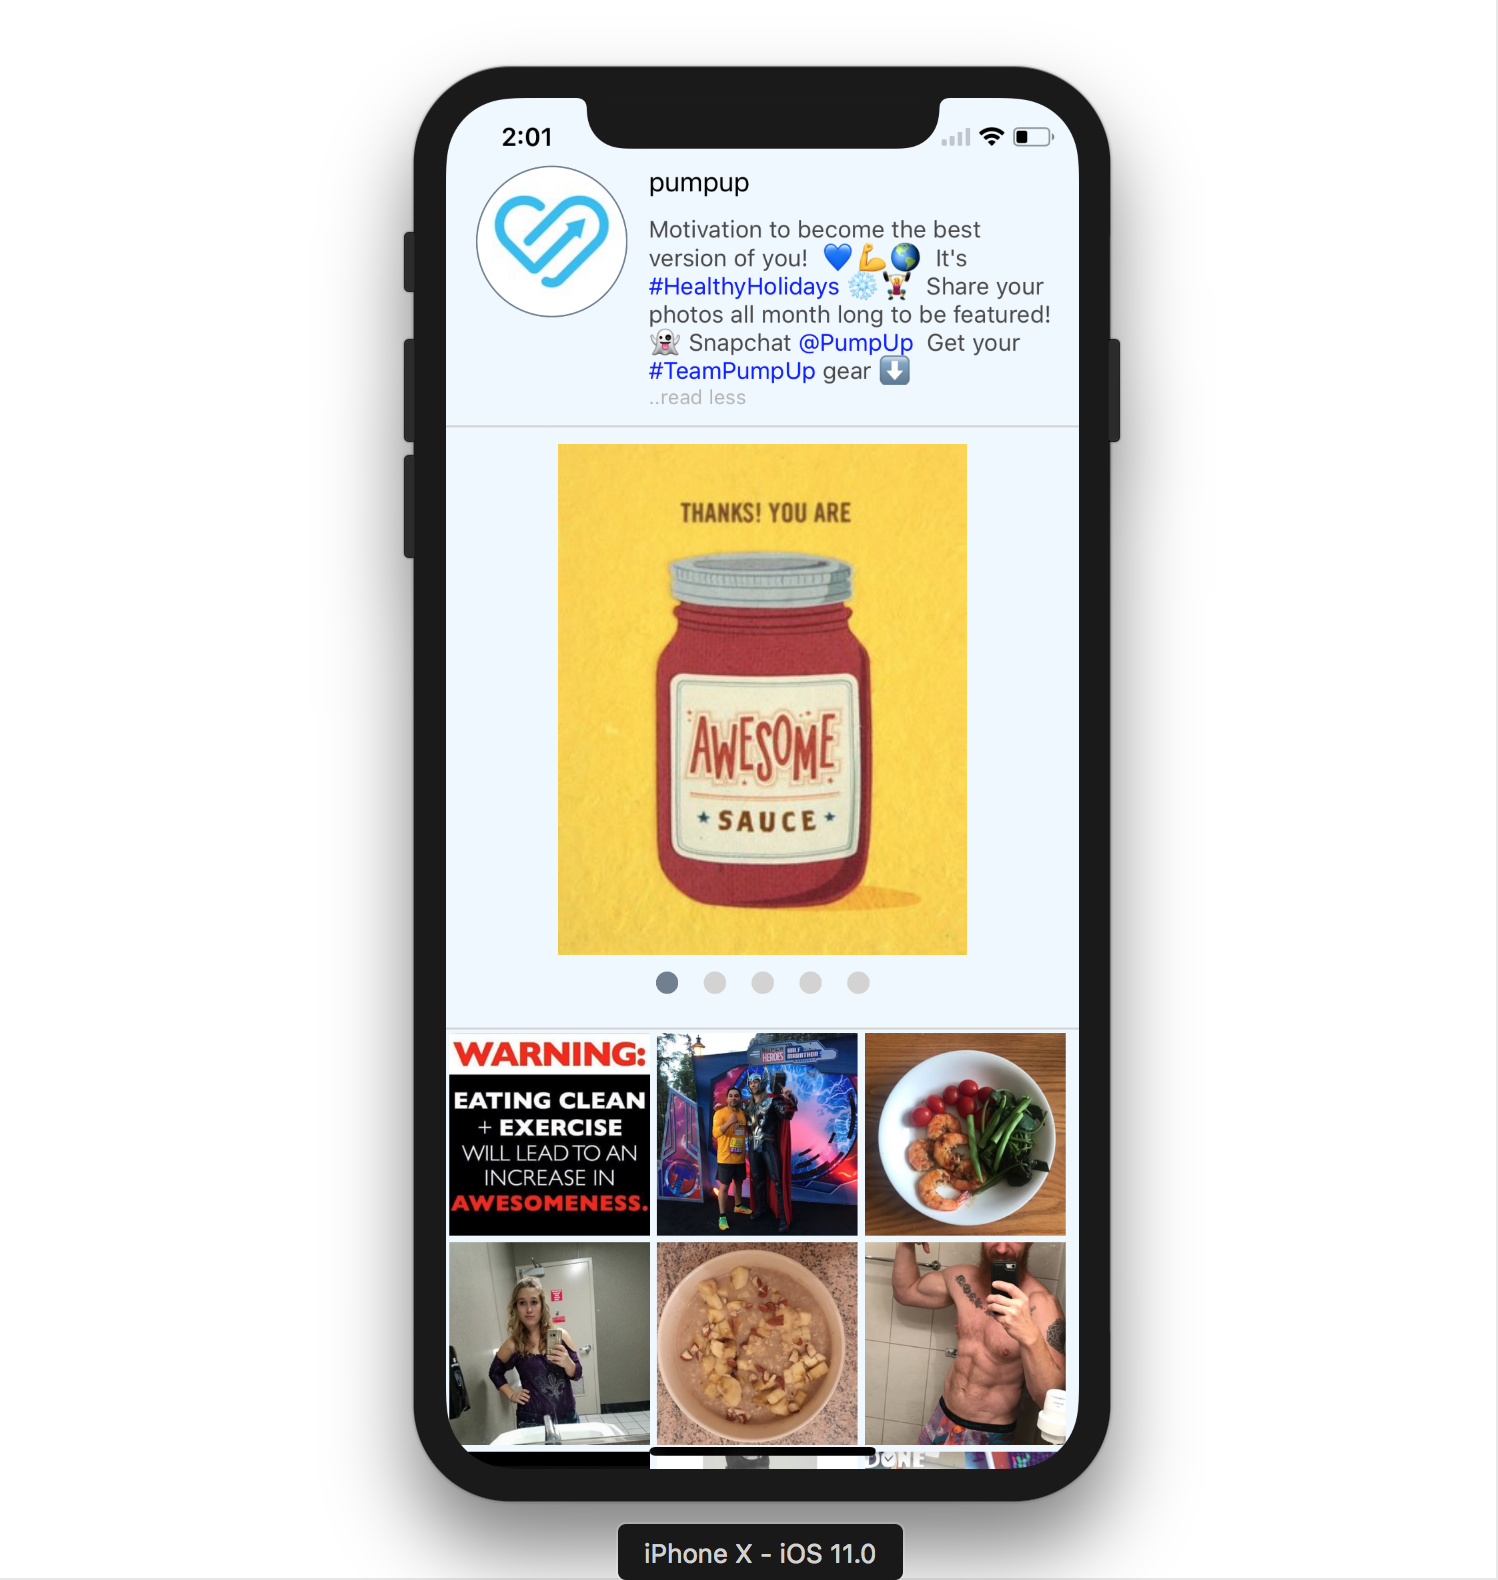 2:01
pumpup
Motivation to become the best
version of you! 💙💪🌎 It's
#HealthyHolidays ❄️🏋️ Share your
photos all month long to be featured!
👻 Snapchat @PumpUp Get your
#TeamPumpUp gear ⬇️
..read less
THANKS! YOU ARE
AWESOME
SAUCE
WARNING:
EATING CLEAN
+ EXERCISE
WILL LEAD TO AN
INCREASE IN
AWESOMENESS.
HEROES
HALF
MARATHON
DONE
iPhone X - iOS 11.0